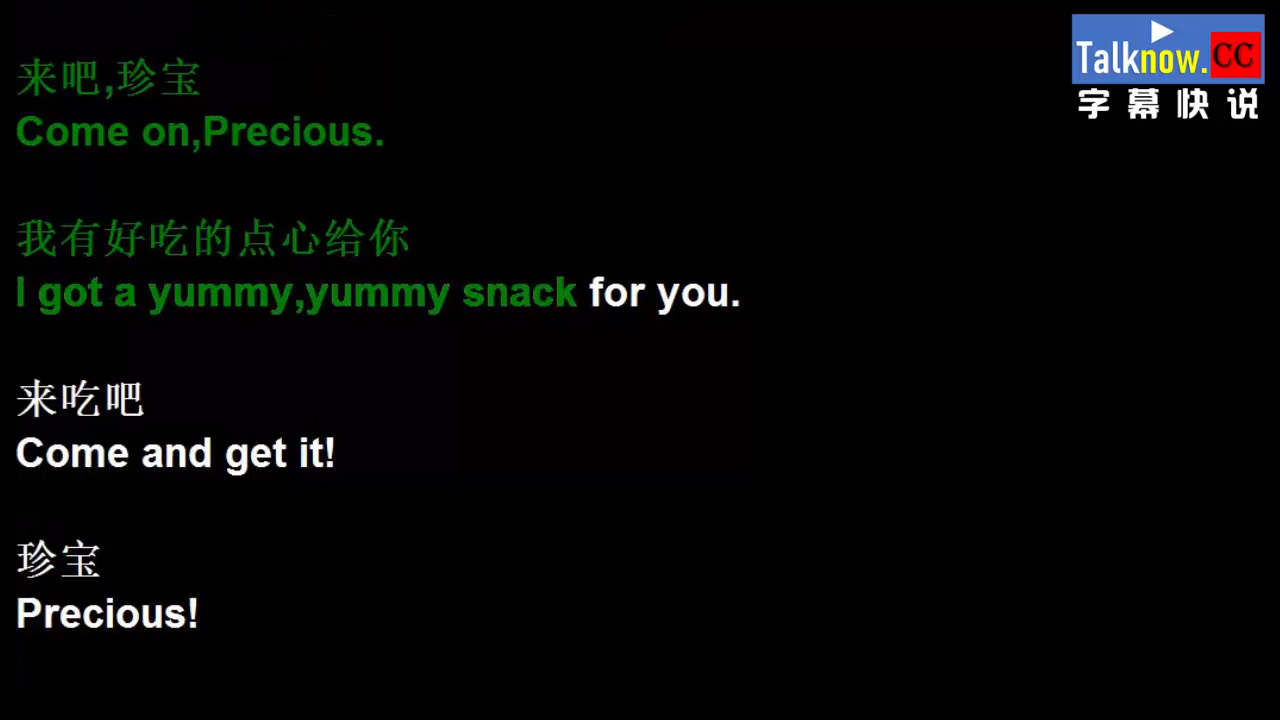 来吧,珍宝
Come on,Precious.
我有好吃的点心给你
I got a yummy,yummy snack for you.
来吃吧
Come and get it!
珍宝
Precious!
Talknow.CC
字幕快说